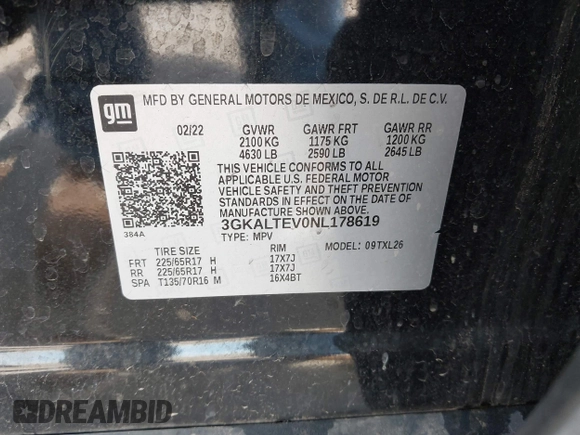 gm
MFD BY GENERAL MOTORS DE MEXICO, S. DE R.L. DE C.V.
02/22 GVWR GAWR FRT GAWR RR
2100 KG 1175 KG 1200 KG
4630 LB 2590 LB 2645 LB
THIS VEHICLE CONFORMS TO ALL
APPLICABLE U.S. FEDERAL MOTOR
VEHICLE SAFETY AND THEFT PREVENTION
STANDARDS IN EFFECT ON THE DATE OF
MANUFACTURE SHOWN ABOVE.
3GKALTEV0NL178619
384A TYPE: MPV MODEL: 09TXL26
TIRE SIZE RIM
FRT 225/65R17 H 17X7J
RR 225/65R17 H 17X7J
SPA T135/70R16 M 16X4BT
DREAMBID